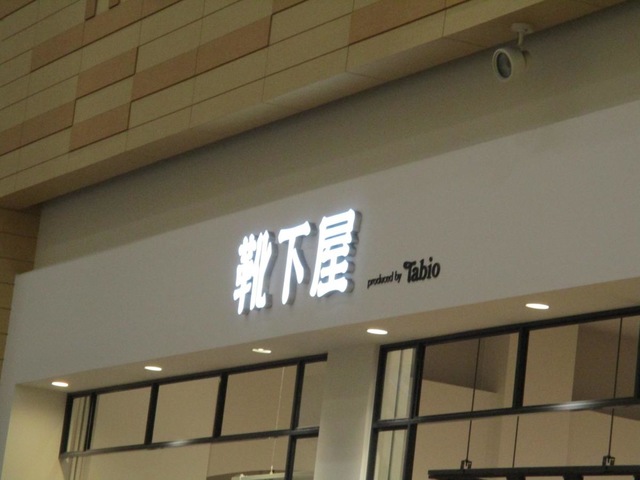 靴下屋
produced by Tabio